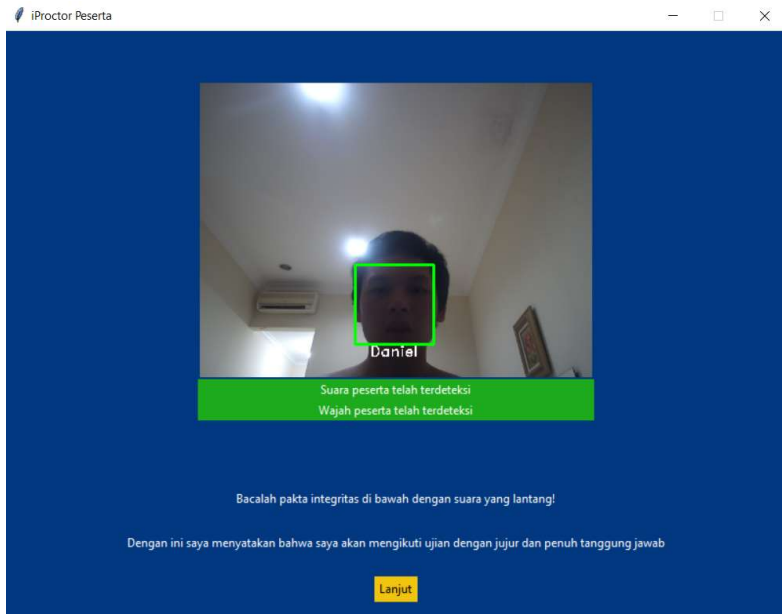 iProctor Peserta
Daniel
Suara peserta telah terdeteksi
Wajah peserta telah terdeteksi
Bacalah pakta integritas di bawah dengan suara yang lantang!
Dengan ini saya menyatakan bahwa saya akan mengikuti ujian dengan jujur dan penuh tanggung jawab
Lanjut